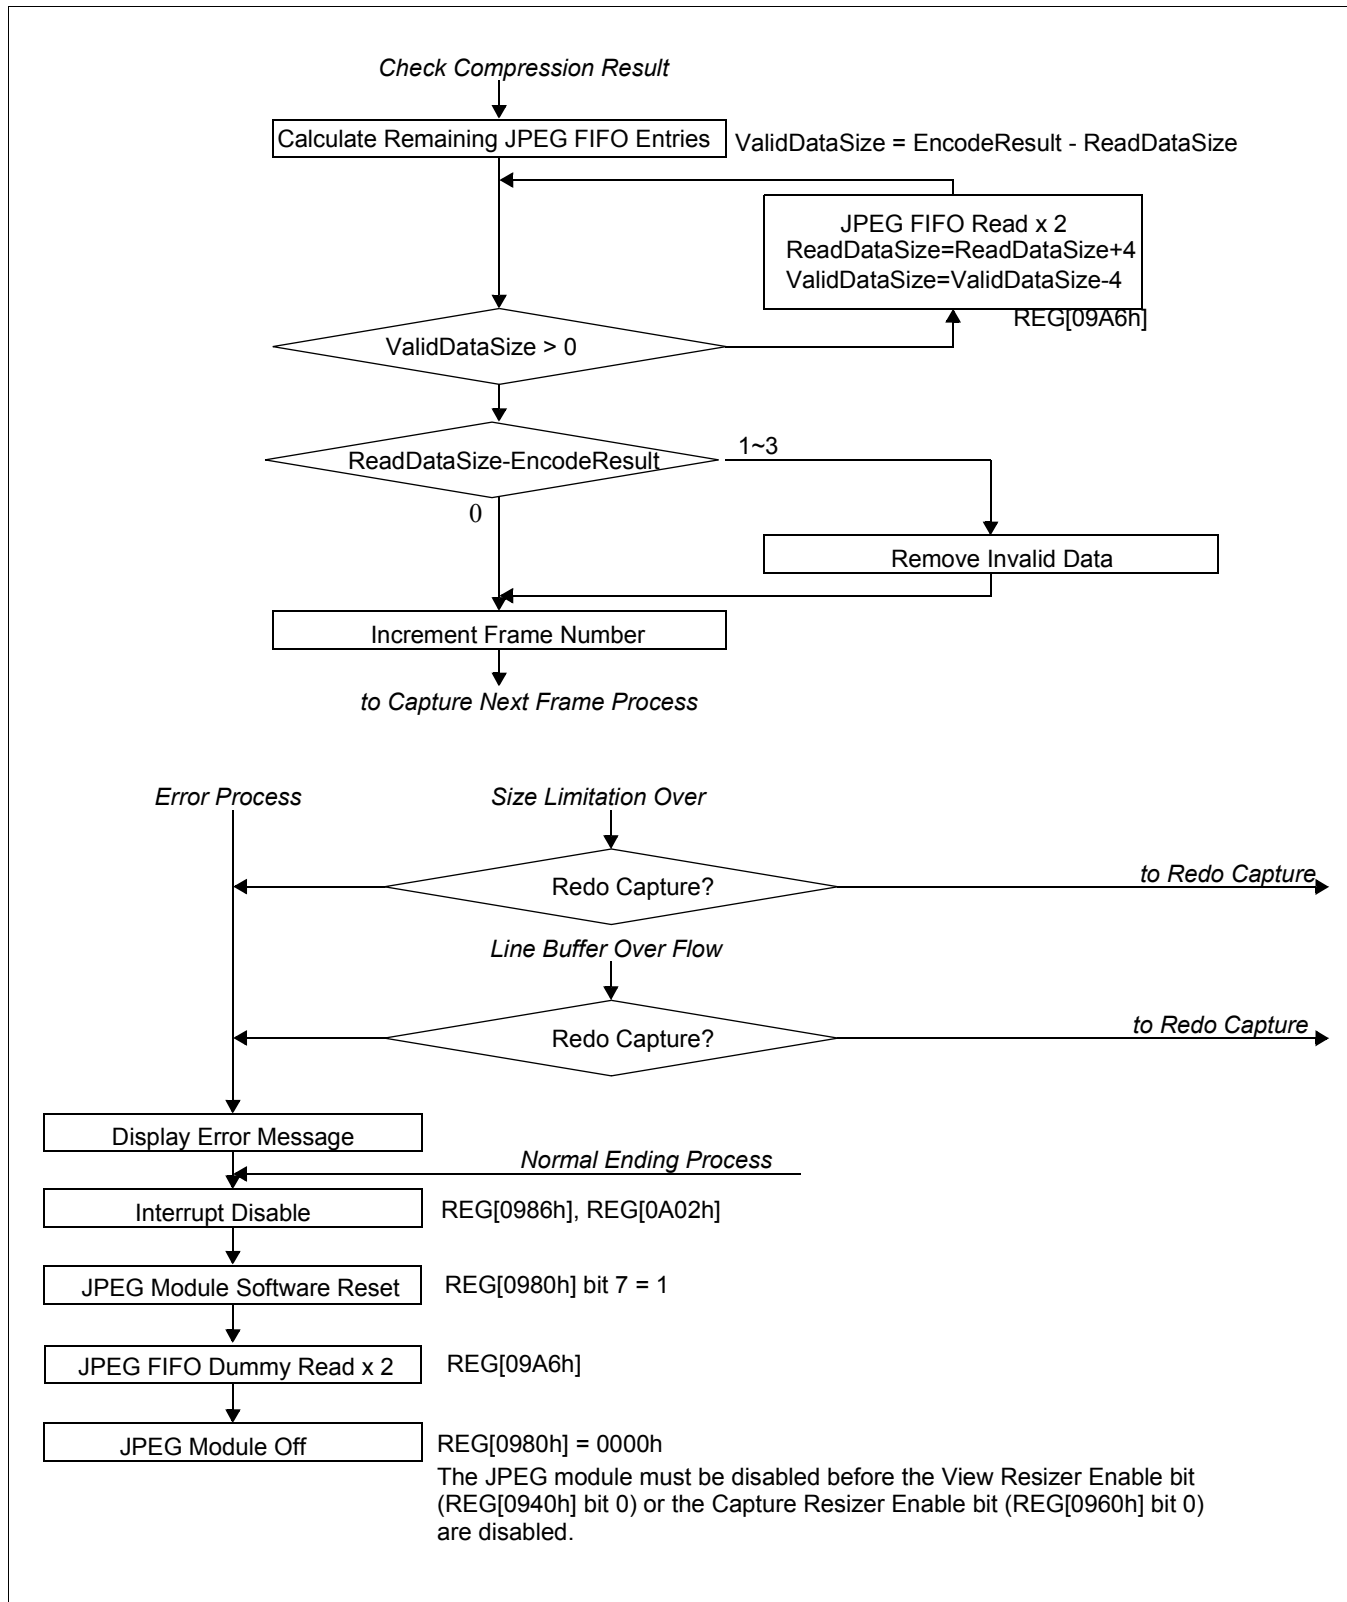 Check Compression Result
Calculate Remaining JPEG FIFO Entries
ValidDataSize = EncodeResult - ReadDataSize
JPEG FIFO Read x 2
ReadDataSize=ReadDataSize+4
ValidDataSize=ValidDataSize-4
REG[09A6h]
ValidDataSize > 0
ReadDataSize-EncodeResult
1~3
0
Remove Invalid Data
Increment Frame Number
to Capture Next Frame Process
Error Process
Size Limitation Over
Redo Capture?
to Redo Capture
Line Buffer Over Flow
Redo Capture?
to Redo Capture
Display Error Message
Normal Ending Process
Interrupt Disable
REG[0986h], REG[0A02h]
JPEG Module Software Reset
REG[0980h] bit 7 = 1
JPEG FIFO Dummy Read x 2
REG[09A6h]
JPEG Module Off
REG[0980h] = 0000h
The JPEG module must be disabled before the View Resizer Enable bit
(REG[0940h] bit 0) or the Capture Resizer Enable bit (REG[0960h] bit 0)
are disabled.